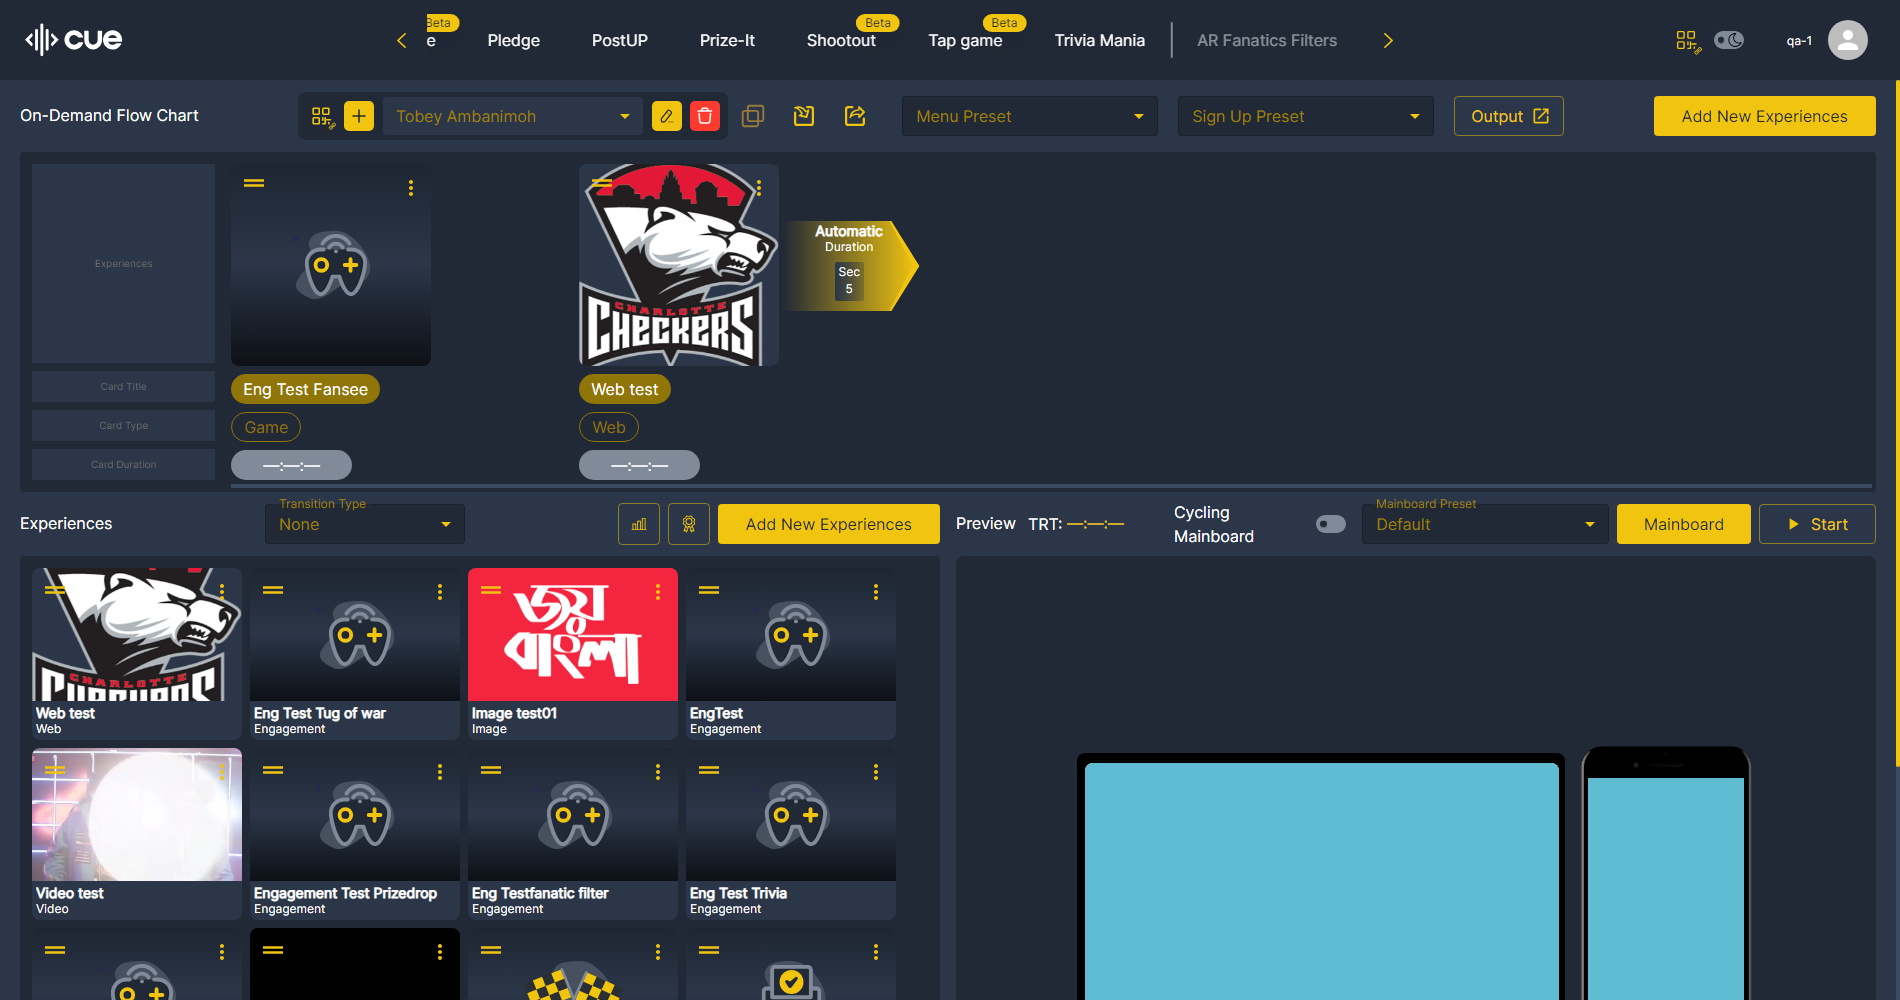 cue
Beta
e
Pledge
PostUP
Prize-It
Shootout
Beta
Tap game
Beta
Trivia Mania
AR Fanatics Filters
qa-1
On-Demand Flow Chart
Tobey Ambanimoh
Menu Preset
Sign Up Preset
Output
Add New Experiences
Experiences
Card Title
Card Type
Card Duration
Eng Test Fansee
Game
—:—:—
CHARLOTTE
CHECKERS
Web test
Web
—:—:—
Automatic
Duration
Sec
5
Experiences
Transition Type
None
Add New Experiences
Preview
TRT: —:—:—
Cycling
Mainboard
Mainboard Preset
Default
Mainboard
Start
CHARLOTTE
CHECKERS
Web test
Web
Eng Test Tug of war
Engagement
জয়
বাংলা
Image test01
Image
EngTest
Engagement
Video test
Video
Engagement Test Prizedrop
Engagement
Eng Testfanatic filter
Engagement
Eng Test Trivia
Engagement